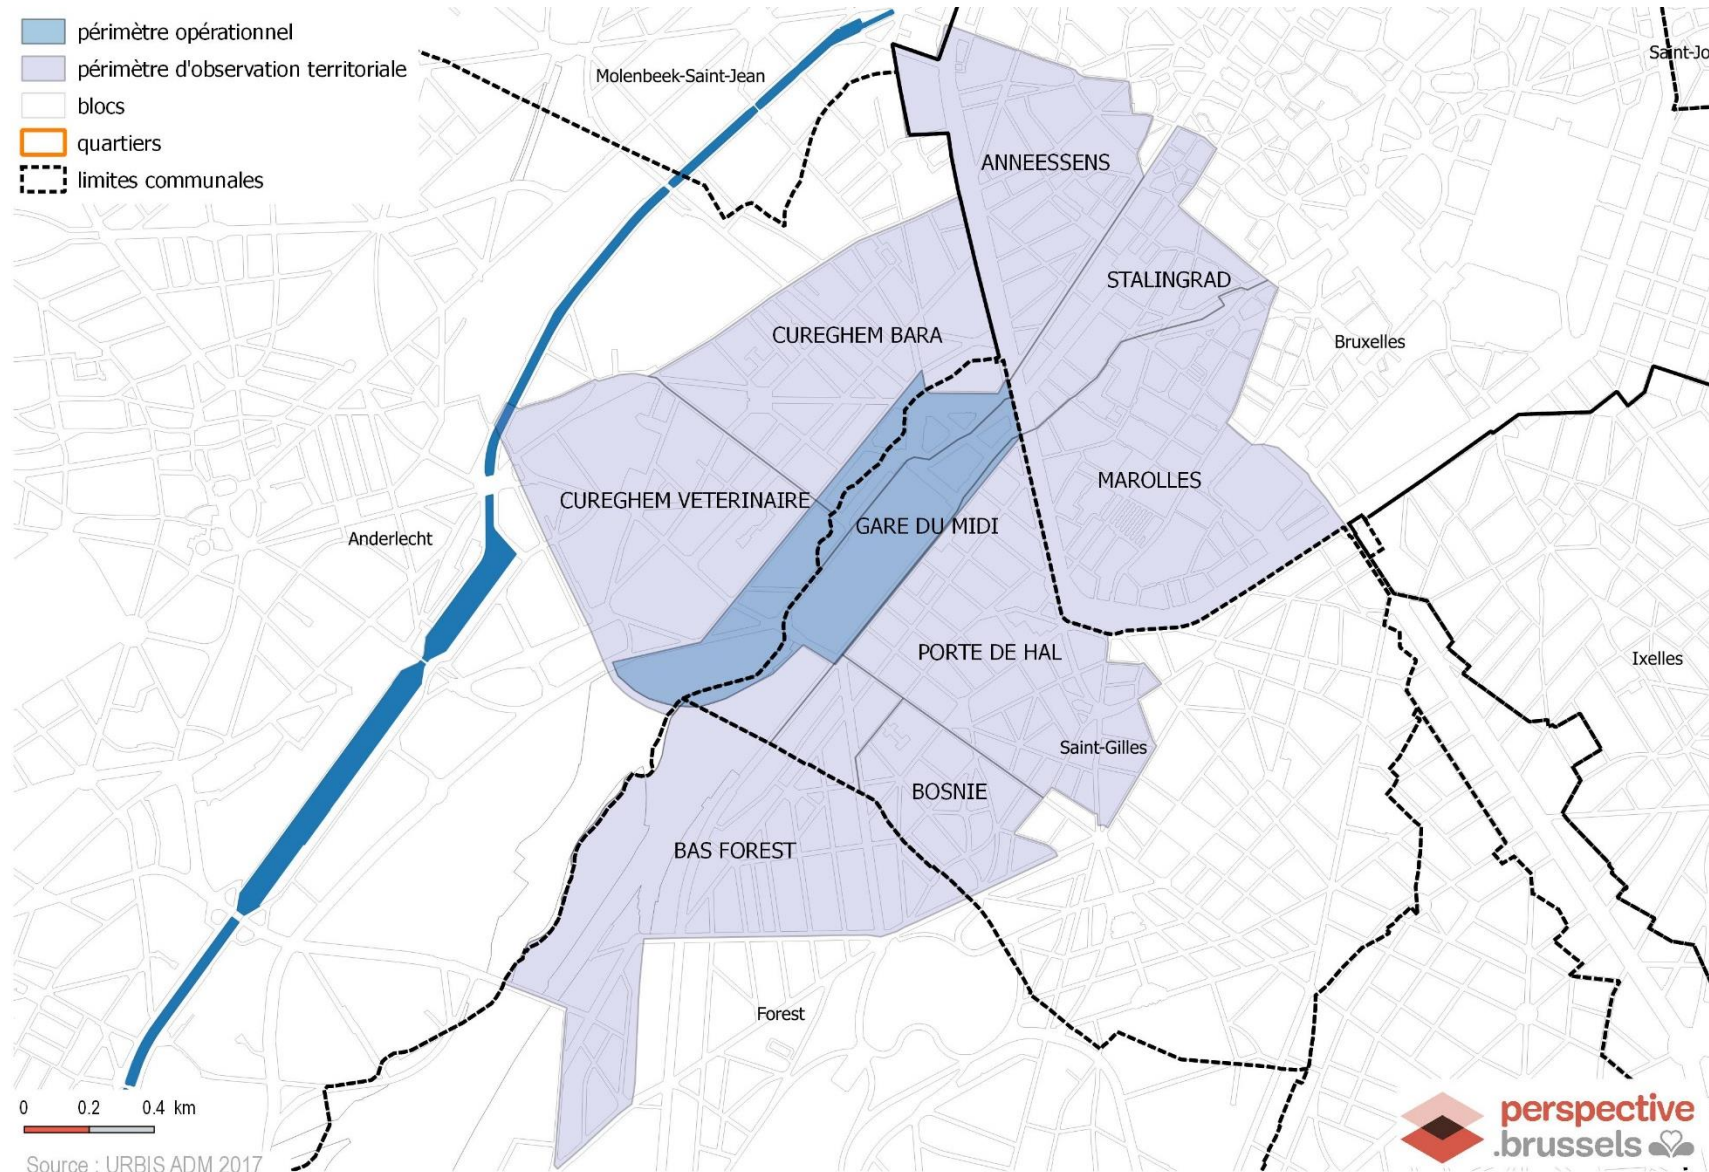 périmètre opérationnel
périmètre d'observation territoriale
blocs
quartiers
limites communales
Molenbeek-Saint-Jean
Saint-Jo
ANNEESSENS
STALINGRAD
CUREGHEM BARA
Bruxelles
MAROLLES
CUREGHEM VETERINAIRE
GARE DU MIDI
Anderlecht
PORTE DE HAL
Ixelles
Saint-Gilles
BOSNIE
BAS FOREST
Forest
0 0.2 0.4 km
Source : URBIS ADM 2017
perspective
.brussels